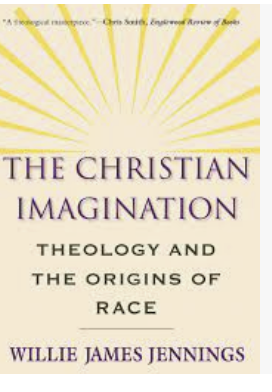 "A theological masterpiece."—Chris Smith, Englewood Review of Books
THE CHRISTIAN
IMAGINATION
THEOLOGY AND
THE ORIGINS OF
RACE
WILLIE JAMES JENNINGS